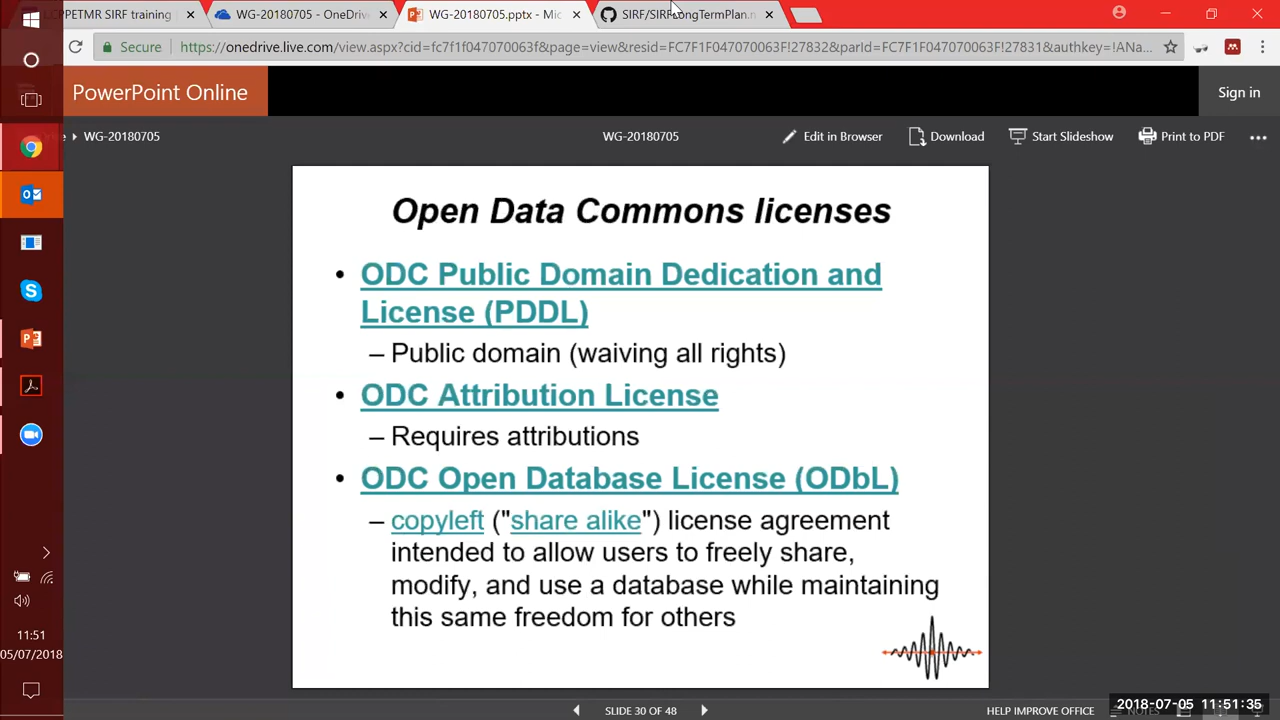 CPPETMR SIRF training
WG-20180705 - OneDriv
WG-20180705.pptx - Mic
SIRF/SIRFLongTermPlan.m
Secure
https://onedrive.live.com/view.aspx?cid=fc7f1f047070063f&page=view&resid=FC7F1F047070063F!27832&parId=FC7F1F047070063F!27831&authkey=!ANa...
PowerPoint Online
Sign in
WG-20180705
WG-20180705
Edit in Browser
Download
Start Slideshow
Print to PDF
Open Data Commons licenses
• ODC Public Domain Dedication and
License (PDDL)
– Public domain (waiving all rights)
• ODC Attribution License
– Requires attributions
• ODC Open Database License (ODbL)
– copyleft ("share alike") license agreement
intended to allow users to freely share,
modify, and use a database while maintaining
this same freedom for others
11:51
05/07/2018
SLIDE 30 OF 48
HELP IMPROVE OFFICE
NOTES
2018-07-05 11:51:35